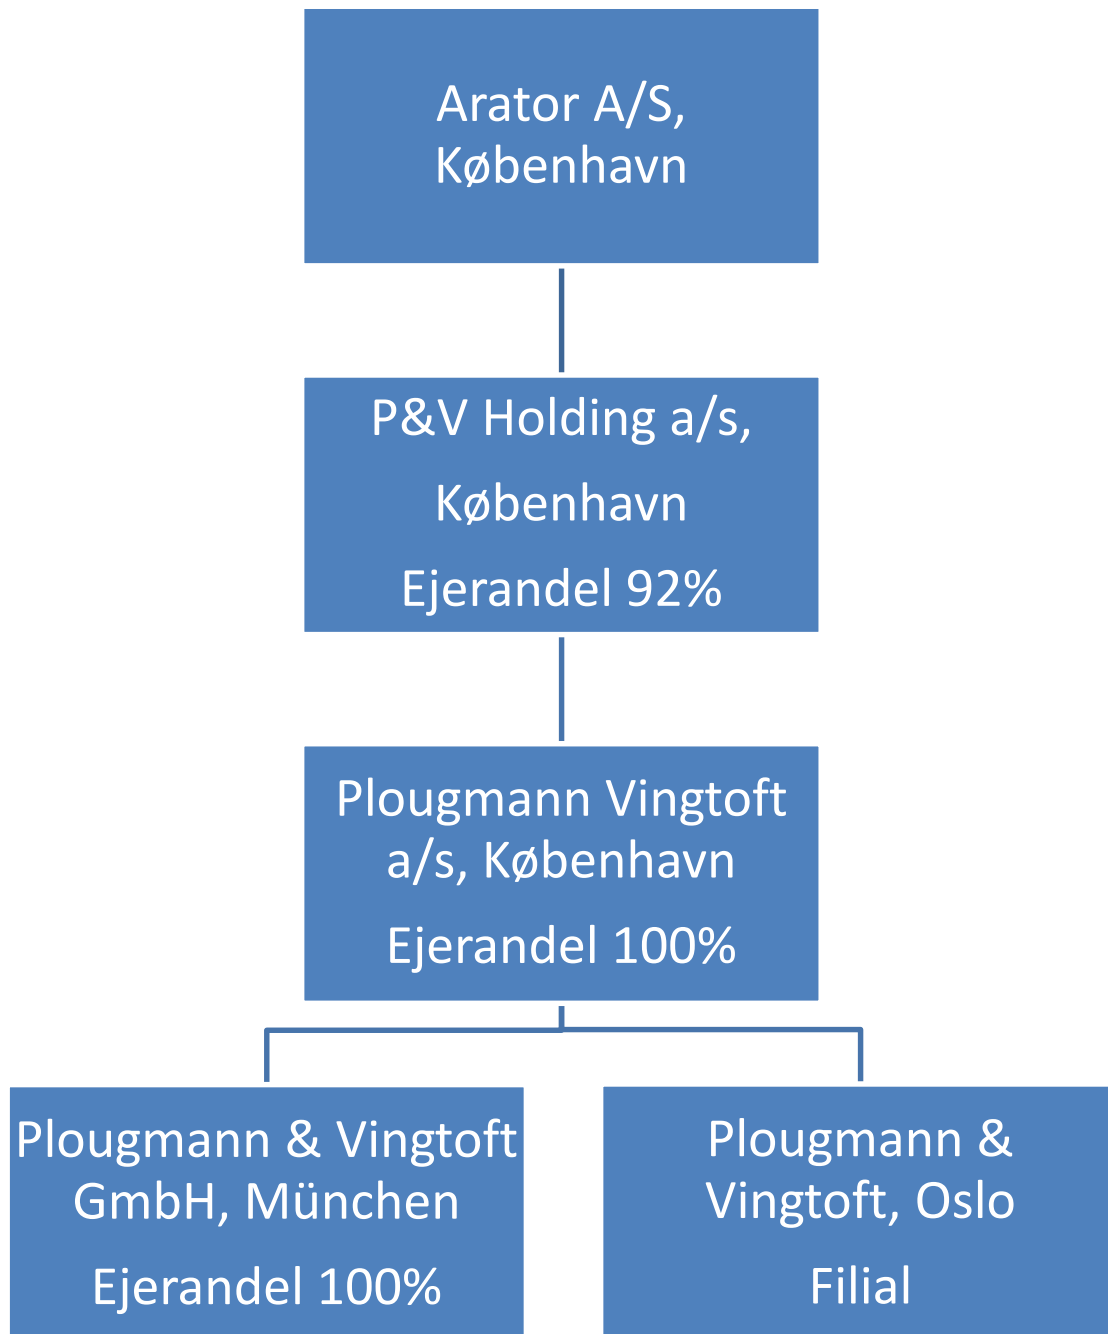 Arator A/S,
København
P&V Holding a/s,
København
Ejerandel 92%
Plougmann Vingtoft
a/s, København
Ejerandel 100%
Plougmann & Vingtoft
GmbH, München
Ejerandel 100%
Plougmann &
Vingtoft, Oslo
Filial